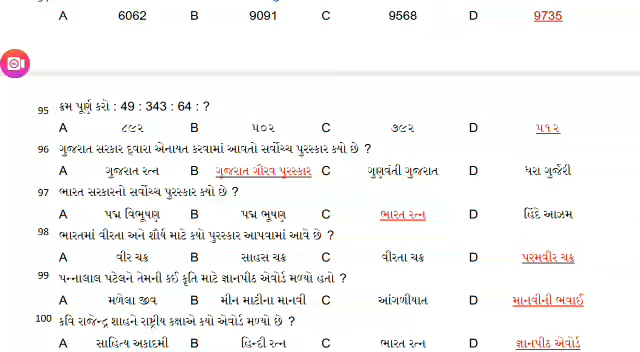 A 6062 B 9091 C 9568 D 9735
95 ક્રમ પૂર્ણ કરો : 49 : 343 : 64 : ?
A ૮૯૨ B ૫૦૨ C ૭૯૨ D ૫૧૨
96 ગુજરાત સરકાર દ્વારા એનાયત કરવામાં આવતો સર્વોચ્ચ પુરસ્કાર કયો છે ?
A ગુજરાત રત્ન B ગુજરાત ગૌરવ પુરસ્કાર C ગુણવંતી ગુજરાત D ધરા ગુર્જરી
97 ભારત સરકારનો સર્વોચ્ચ પુરસ્કાર કયો છે ?
A પદ્મ વિભૂષણ B પદ્મ ભૂષણ C ભારત રત્ન D હિંદે આઝમ
98 ભારતમાં વીરતા અને શૌર્ય માટે કયો પુરસ્કાર આપવામાં આવે છે ?
A વીર ચક્ર B સાહસ ચક્ર C વીરતા ચક્ર D પરમવીર ચક્ર
99 પન્નાલાલ પટેલને તેમની કઈ કૃતિ માટે જ્ઞાનપીઠ એવોર્ડ મળ્યો હતો ?
A મળેલા જીવ B મીન માટીના માનવી C આંગળીયાત D માનવીની ભવાઈ
100 કવિ રાજેન્દ્ર શાહને રાષ્ટ્રીય કક્ષાએ કયો એવોર્ડ મળ્યો છે ?
A સાહિત્ય અકાદમી B હિન્દી રત્ન C ભારત રત્ન D જ્ઞાનપીઠ એવોર્ડ